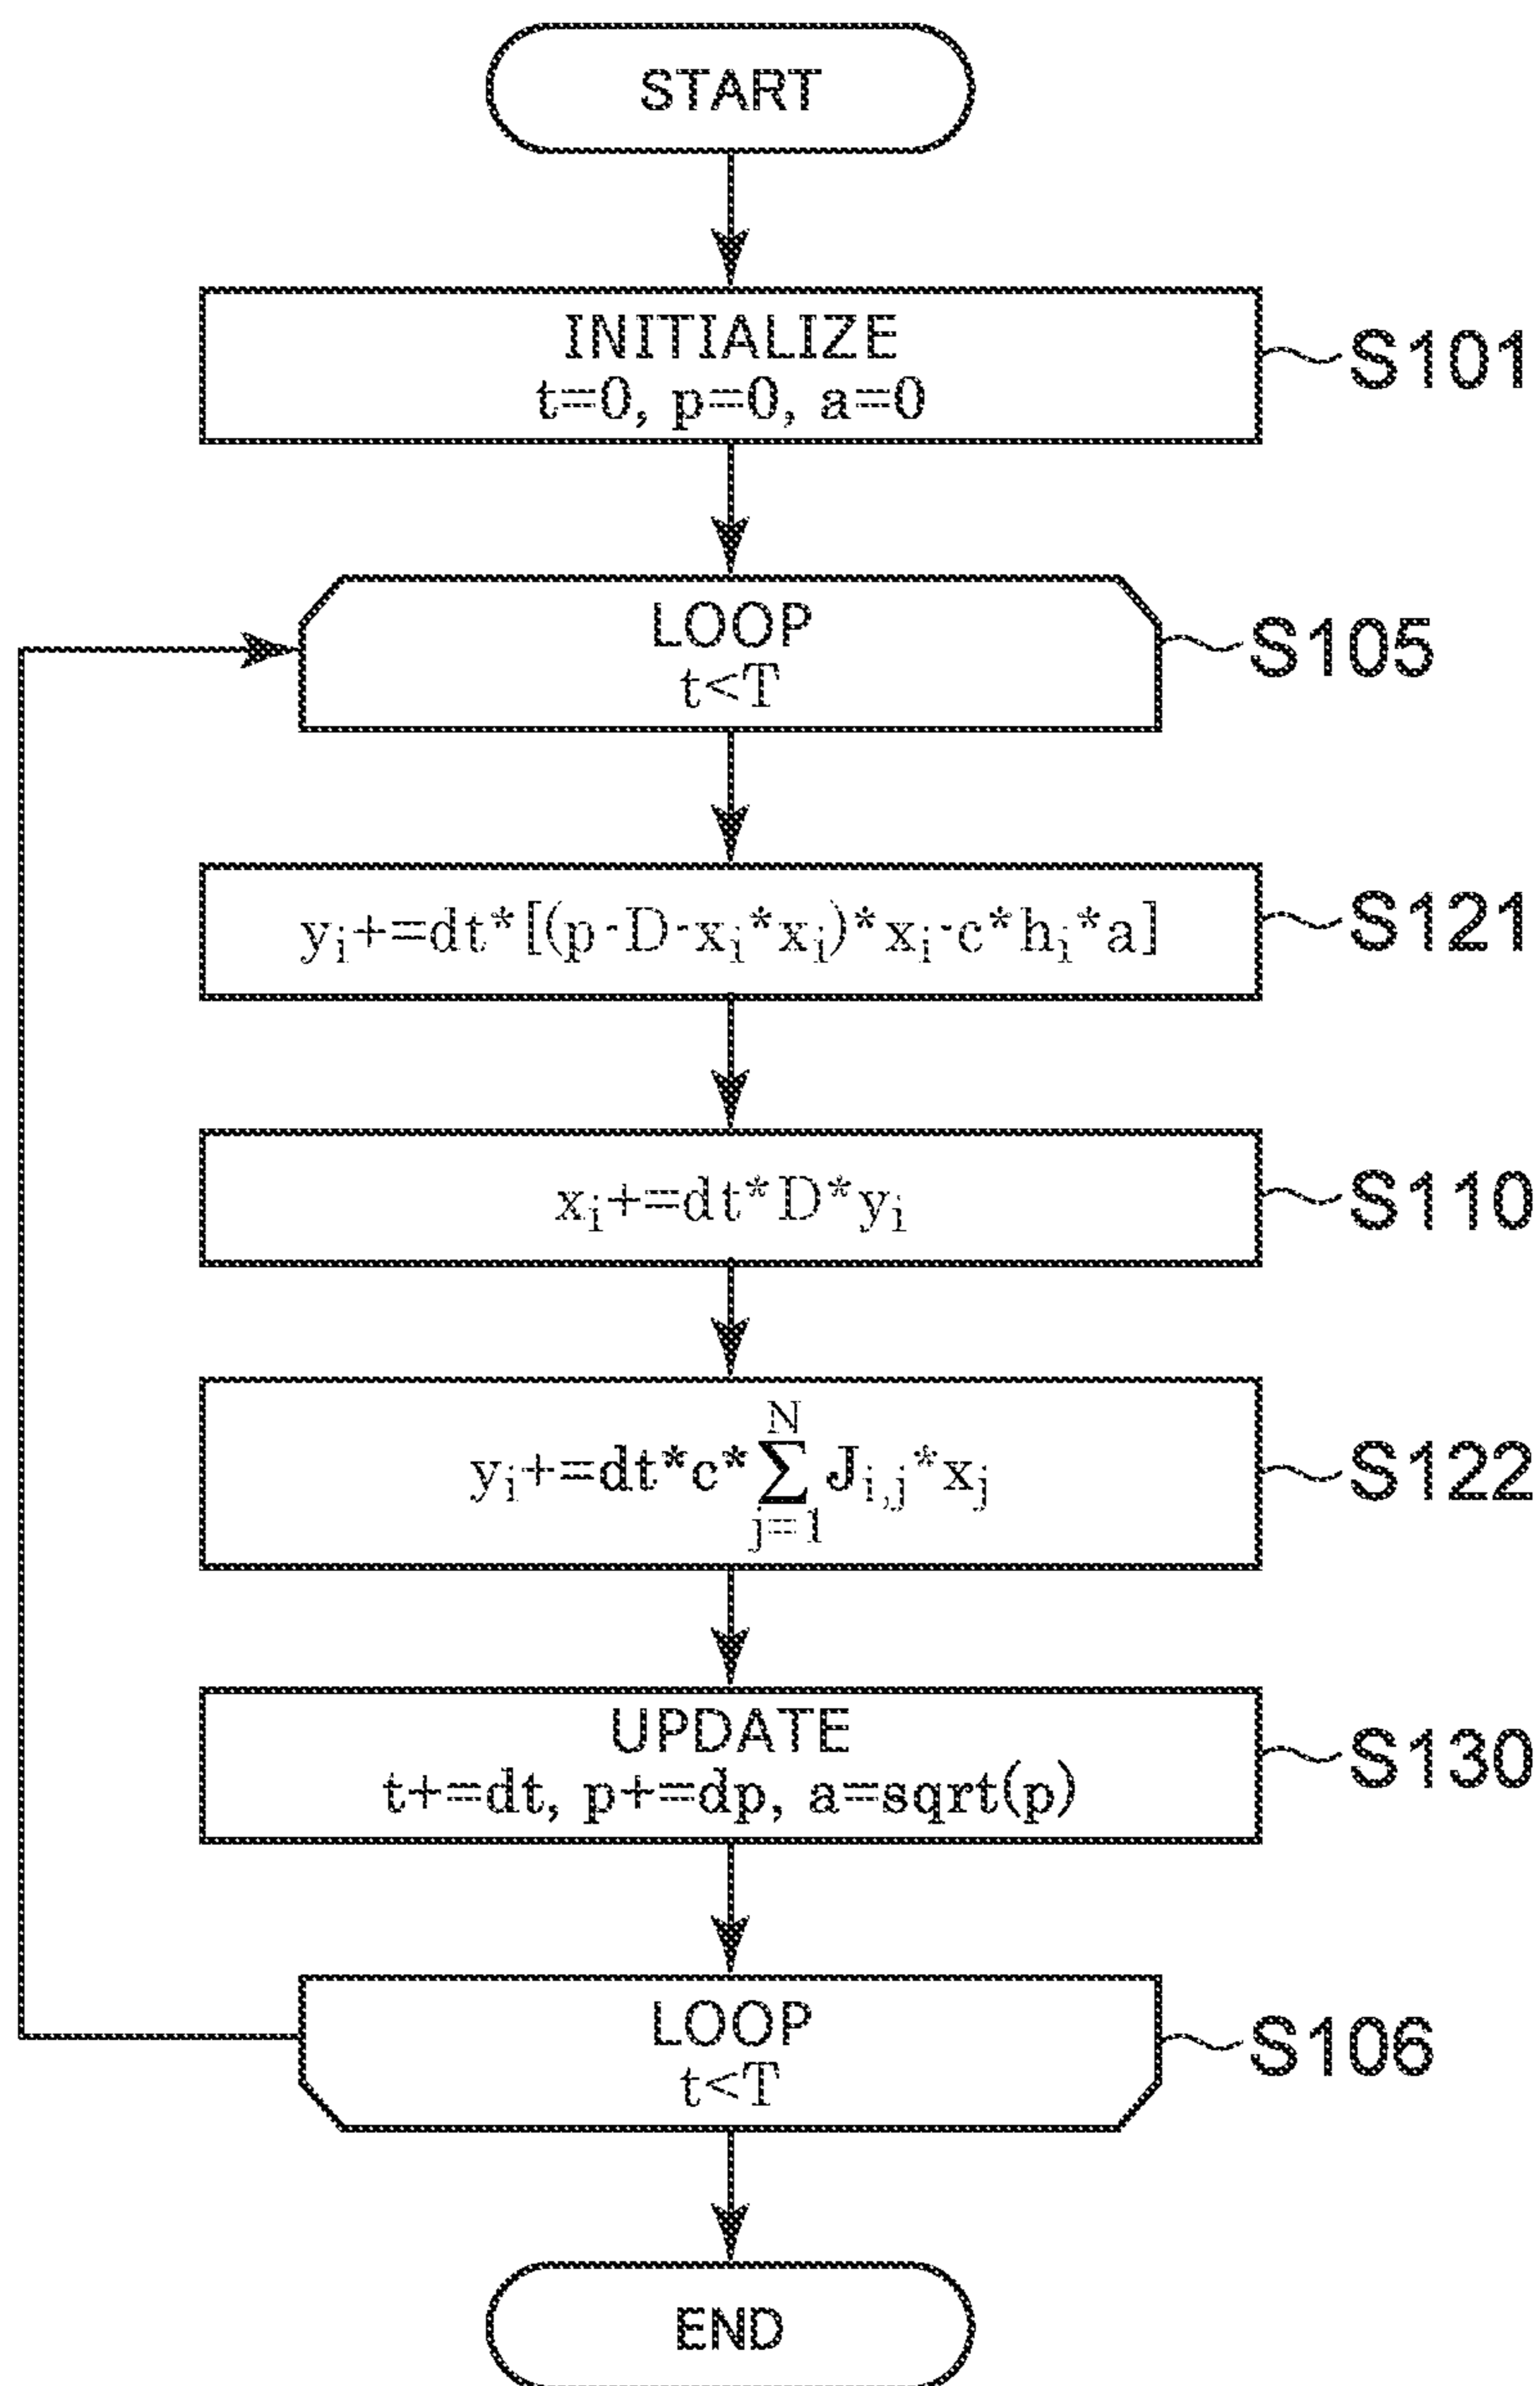 START
INITIALIZE
t=0, p=0, a=0
S101
LOOP
t<T
S105
yᵢ+=dt*[(p-D-xᵢ*xᵢ)*xᵢ-c*hᵢ*a]
S121
xᵢ+=dt*D*yᵢ
S110
N
yᵢ+=dt*c*∑Jᵢ,ⱼ*xⱼ
j=1
S122
UPDATE
t+=dt, p+=dp, a=sqrt(p)
S130
LOOP
t<T
S106
END